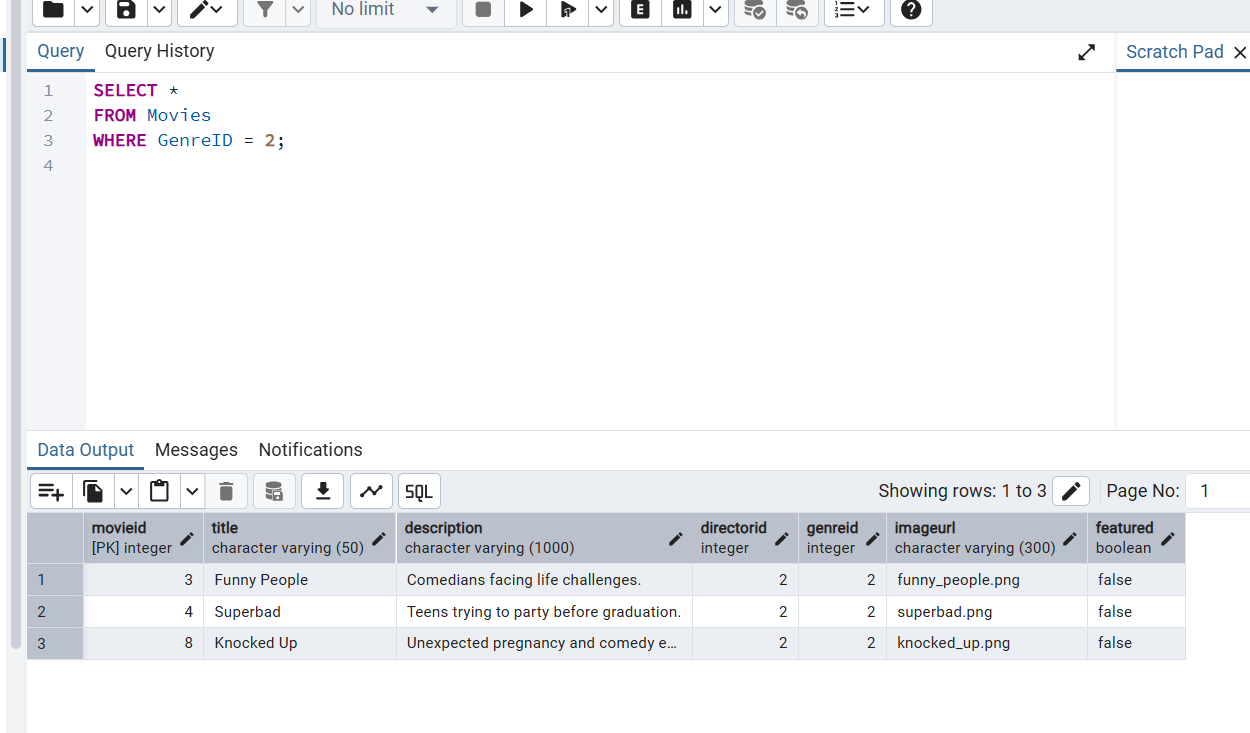 No limit
Query Query History Scratch Pad
1 SELECT *
2 FROM Movies
3 WHERE GenreID = 2;
4
Data Output Messages Notifications
SQL Showing rows: 1 to 3 Page No: 1
movieid title description directorid genreid imageurl featured
[PK] integer character varying (50) character varying (1000) integer integer character varying (300) boolean
1 3 Funny People Comedians facing life challenges. 2 2 funny_people.png false
2 4 Superbad Teens trying to party before graduation. 2 2 superbad.png false
3 8 Knocked Up Unexpected pregnancy and comedy e... 2 2 knocked_up.png false